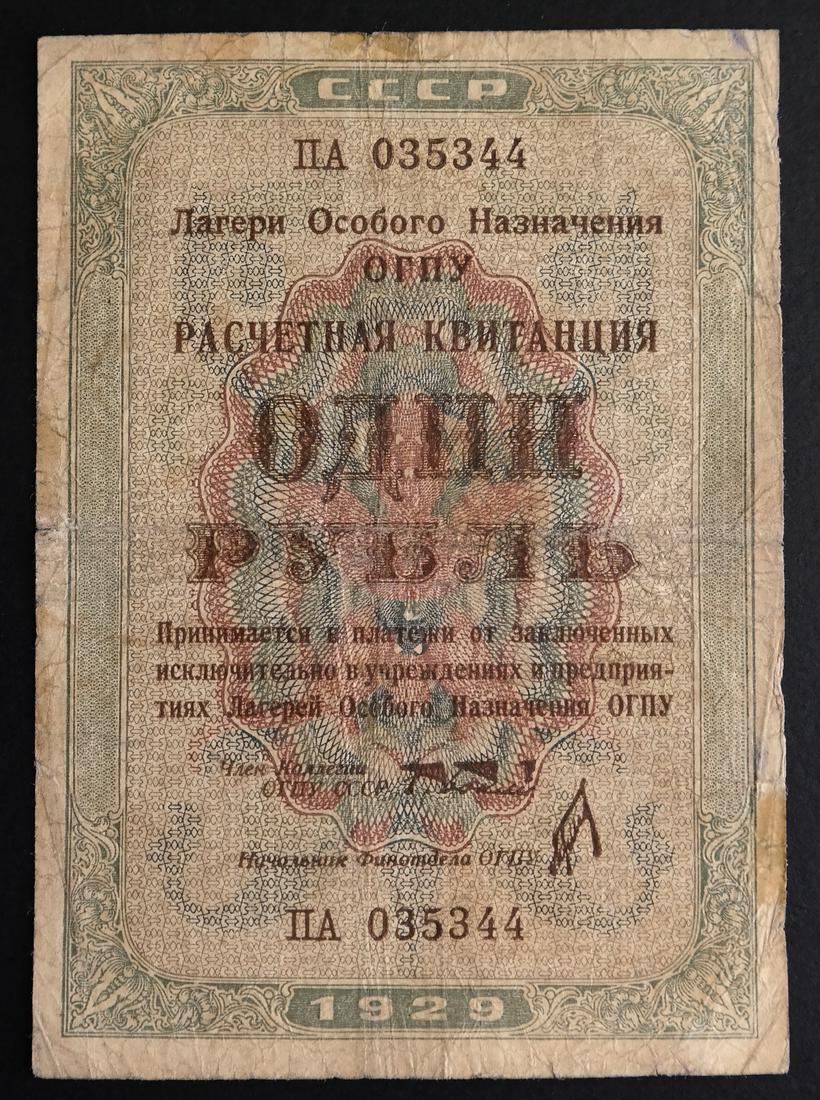 СССР
ПА 035344
Лагери Особого Назначения
ОГПУ
РАСЧЕТНАЯ КВИТАНЦИЯ
ОДИН
РУБЛЬ
Принимается в платежи от Заключенных
исключительно в учреждениях и предприя-
тиях Лагерей Особого Назначения ОГПУ
Член Коллегии
ОГПУ СССР
Начальник Финотдела ОГПУ
ПА 035344
1929